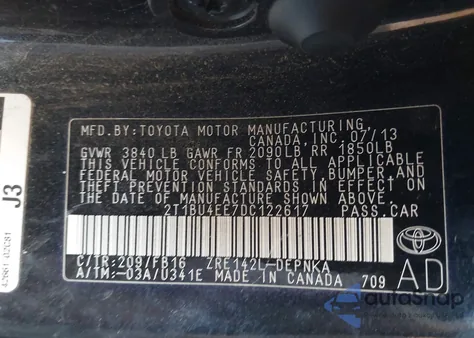 MFD.BY:TOYOTA MOTOR MANUFACTURING
CANADA,INC. 07/13
GVWR 3840 LB GAWR FR 2090LB RR 1850LB
THIS VEHICLE CONFORMS TO ALL APPLICABLE
FEDERAL MOTOR VEHICLE SAFETY, BUMPER,AND
THEFT PREVENTION STANDARDS IN EFFECT ON
THE DATE OF MANUFACTURE SHOWN ABOVE.
2T1BU4EE7DC122617 PASS.CAR
C/TR:209/FB16 ZRE142L-DEPNKA
A/TM:-03A/U341E MADE IN CANADA 709
TOYOTA
AD
J3
autosnap